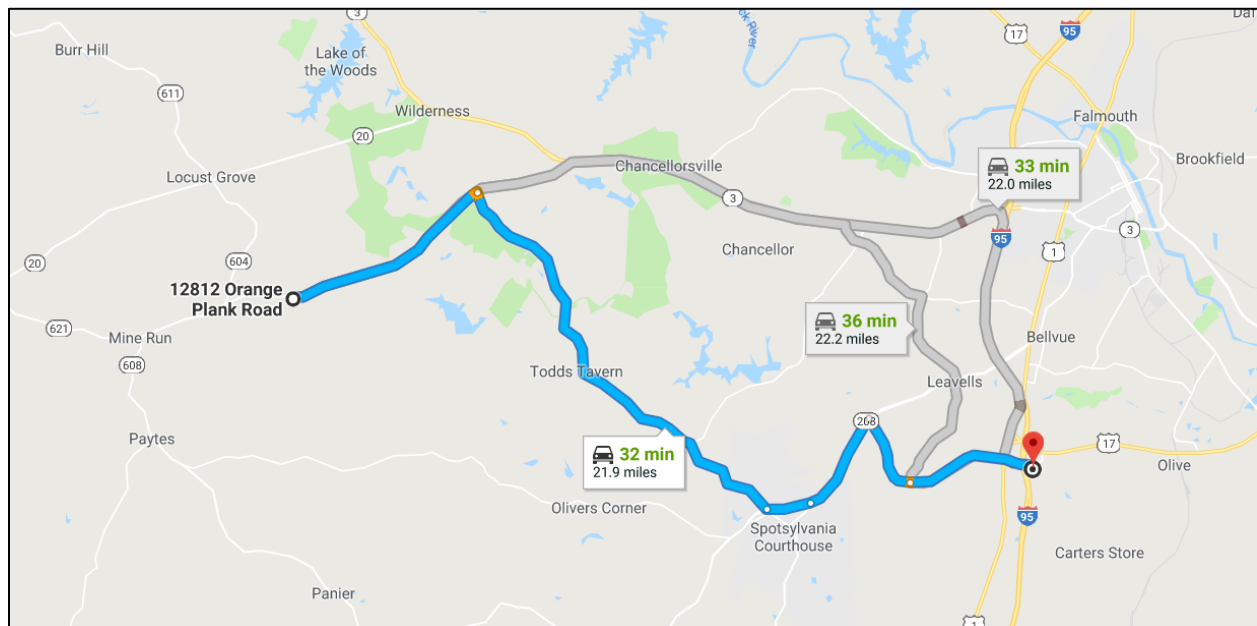 Burr Hill
3
Lake of
the Woods
611
20
Wilderness
Locust Grove
17
95
Falmouth
Brookfield
Chancellorsville
33 min
22.0 miles
3
3
95
1
Chancellor
604
20
12812 Orange
Plank Road
621
Mine Run
608
36 min
22.2 miles
Bellvue
Todds Tavern
Leavells
208
Paytes
32 min
21.9 miles
17
Olive
Olivers Corner
95
Spotsylvania
Courthouse
Carters Store
Panier
1
River